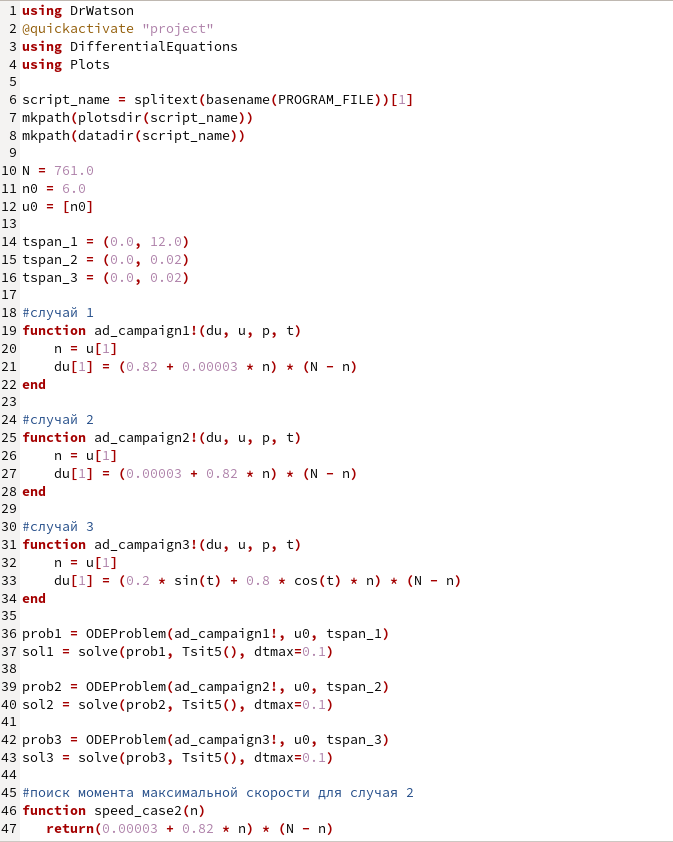 1 using DrWatson
2 @quickactivate "project"
3 using DifferentialEquations
4 using Plots
5
6 script_name = splitext(basename(PROGRAM_FILE))[1]
7 mkpath(plotsdir(script_name))
8 mkpath(datadir(script_name))
9
10 N = 761.0
11 n0 = 6.0
12 u0 = [n0]
13
14 tspan_1 = (0.0, 12.0)
15 tspan_2 = (0.0, 0.02)
16 tspan_3 = (0.0, 0.02)
17
18 #случай 1
19 function ad_campaign1!(du, u, p, t)
20     n = u[1]
21     du[1] = (0.82 + 0.00003 * n) * (N - n)
22 end
23
24 #случай 2
25 function ad_campaign2!(du, u, p, t)
26     n = u[1]
27     du[1] = (0.00003 + 0.82 * n) * (N - n)
28 end
29
30 #случай 3
31 function ad_campaign3!(du, u, p, t)
32     n = u[1]
33     du[1] = (0.2 * sin(t) + 0.8 * cos(t) * n) * (N - n)
34 end
35
36 prob1 = ODEProblem(ad_campaign1!, u0, tspan_1)
37 sol1 = solve(prob1, Tsit5(), dtmax=0.1)
38
39 prob2 = ODEProblem(ad_campaign2!, u0, tspan_2)
40 sol2 = solve(prob2, Tsit5(), dtmax=0.1)
41
42 prob3 = ODEProblem(ad_campaign3!, u0, tspan_3)
43 sol3 = solve(prob3, Tsit5(), dtmax=0.1)
44
45 #поиск момента максимальной скорости для случая 2
46 function speed_case2(n)
47    return(0.00003 + 0.82 * n) * (N - n)